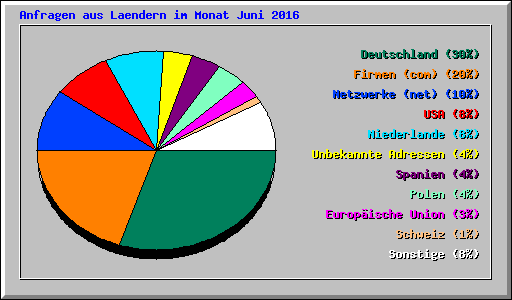 Anfragen aus Laendern im Monat Juni 2016
Deutschland (30%)
Firmen (com) (20%)
Netzwerke (net) (10%)
USA (8%)
Niederlande (8%)
Unbekannte Adressen (4%)
Spanien (4%)
Polen (4%)
Europäische Union (3%)
Schweiz (1%)
Sonstige (8%)